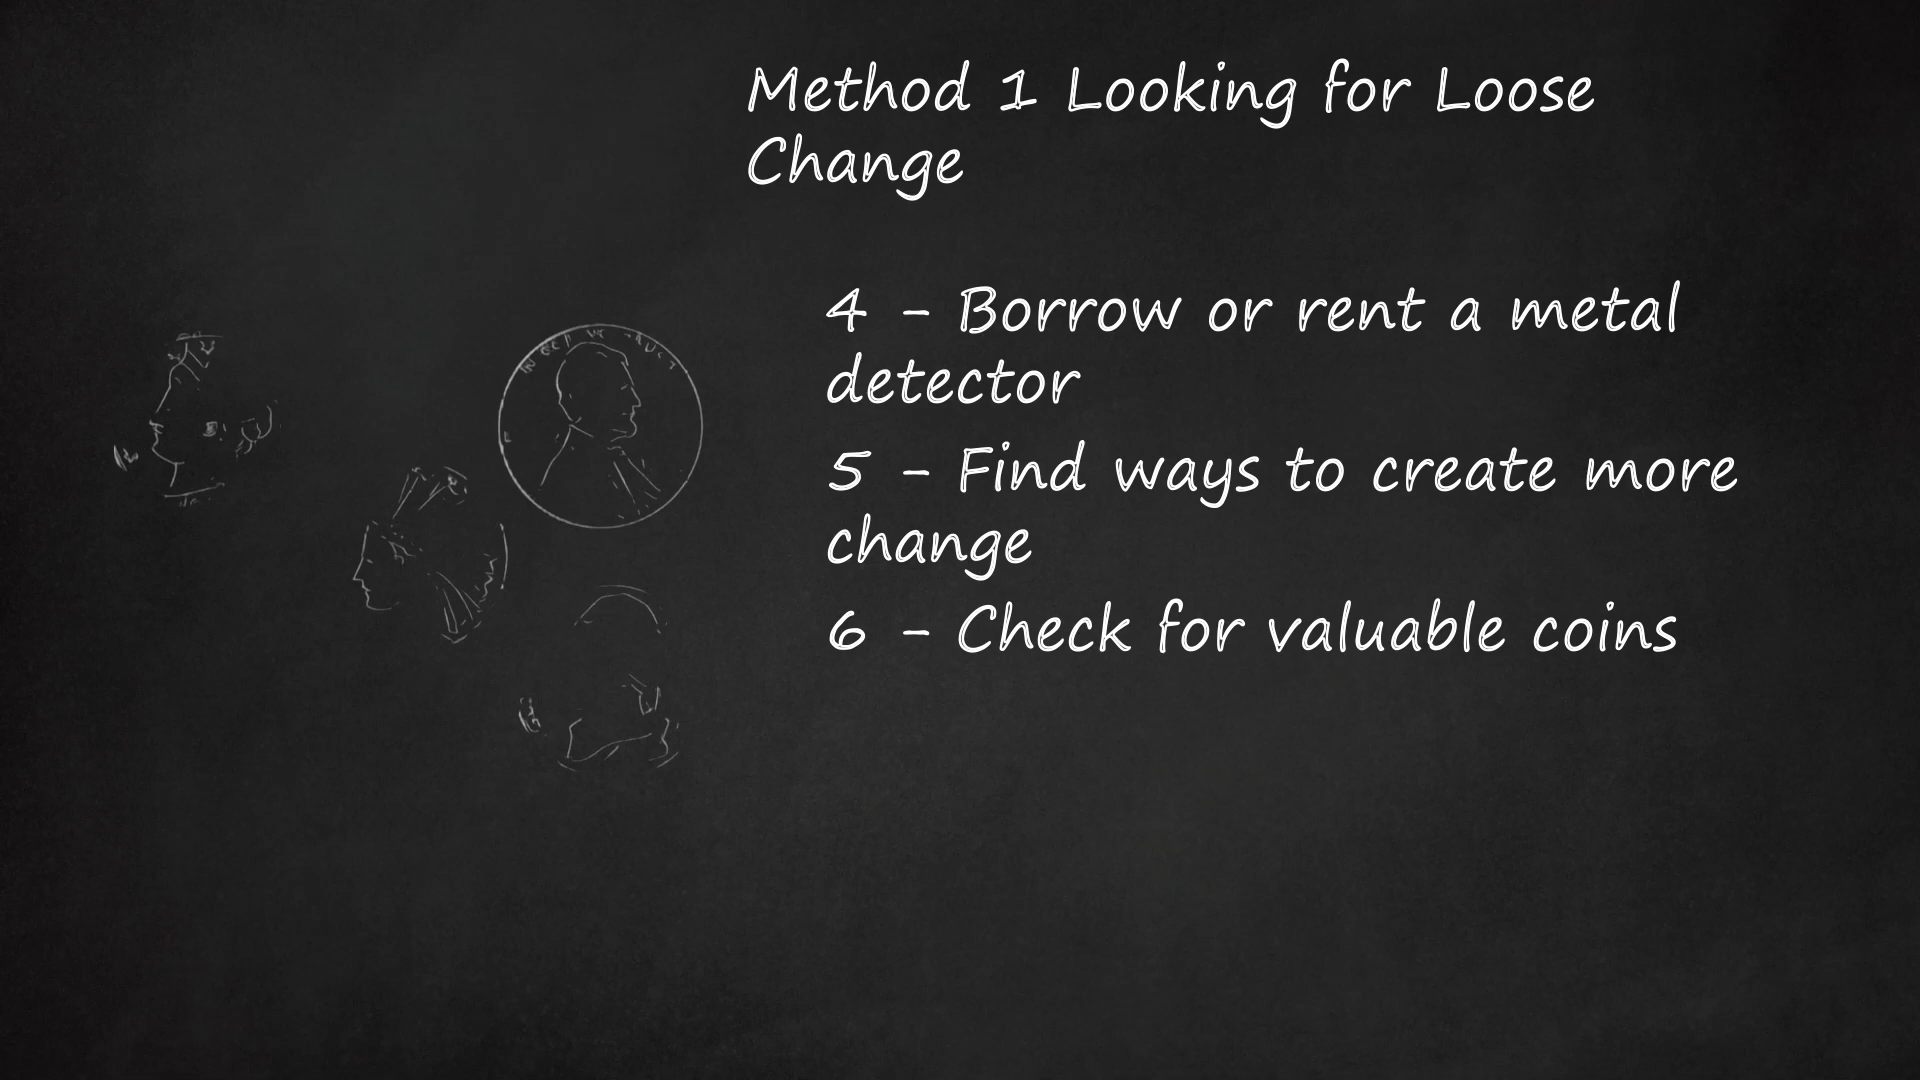 Method 1 Looking for Loose
Change
4 - Borrow or rent a metal
detector
5 - Find ways to create more
change
6 - Check for valuable coins